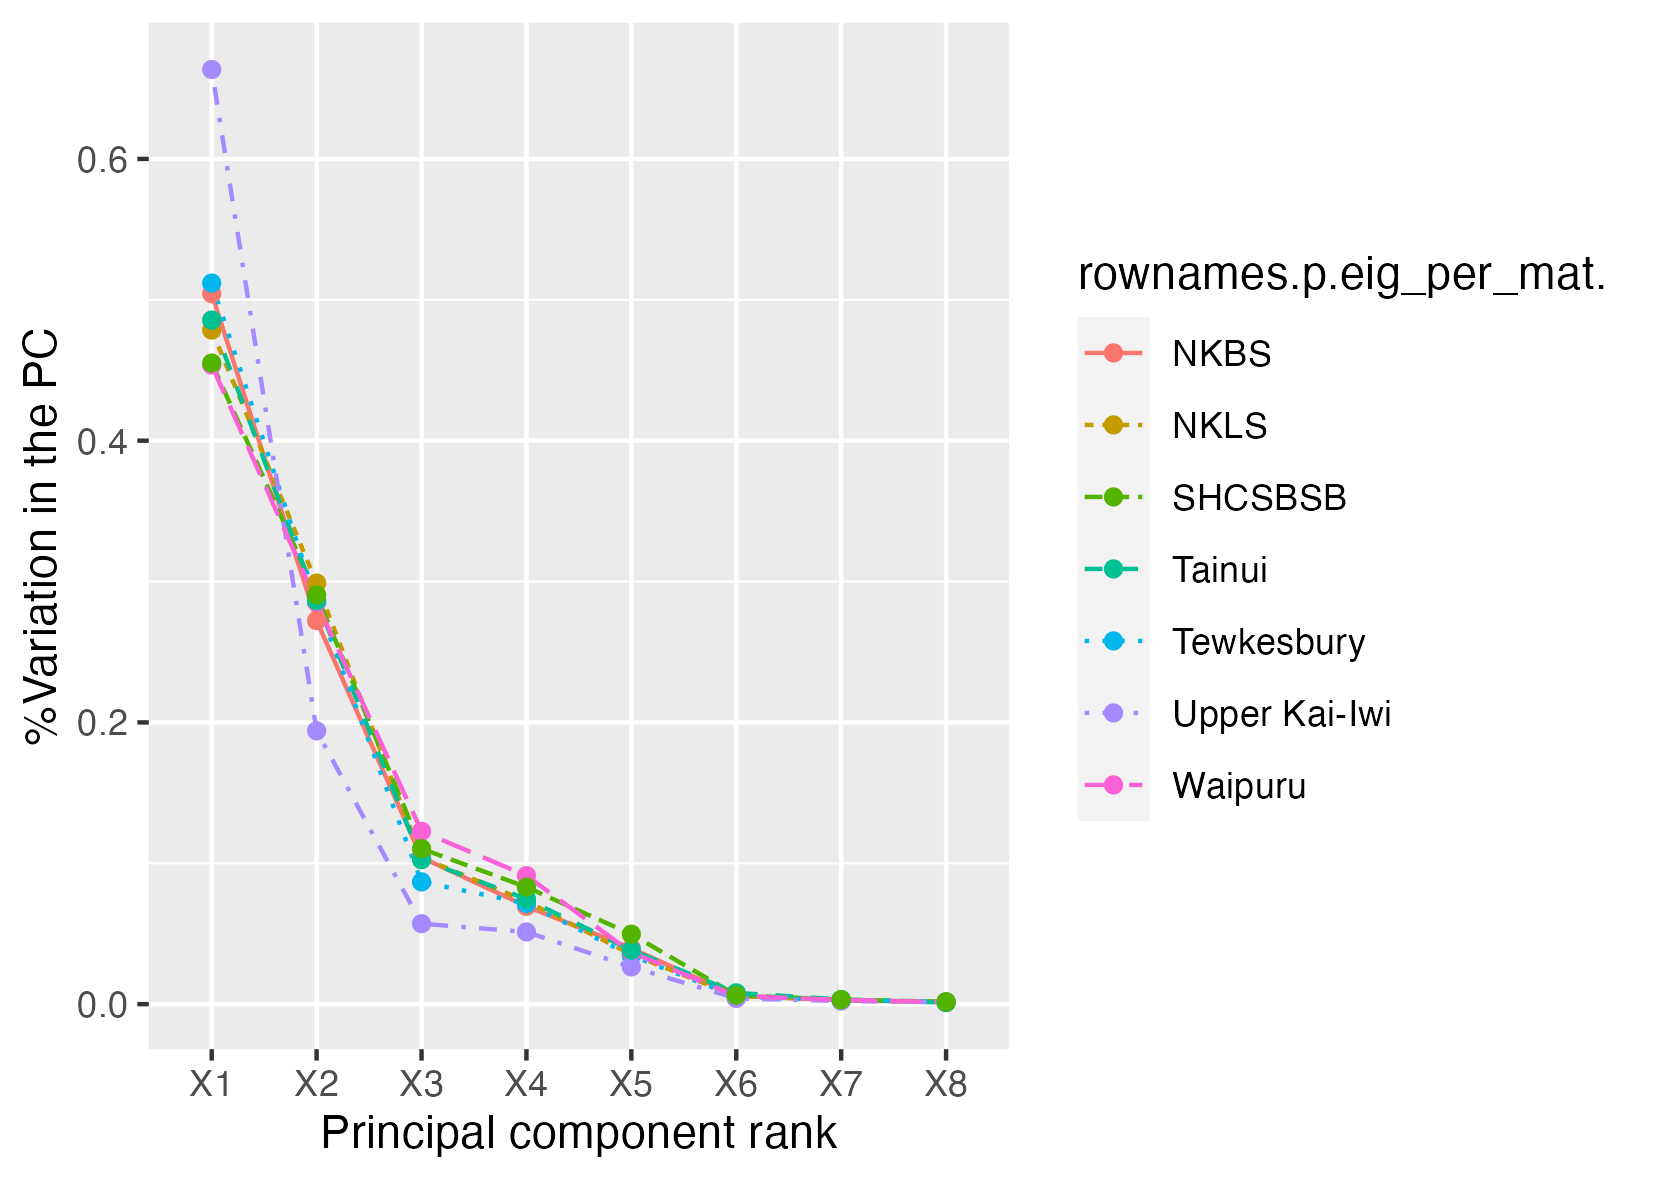 0.6
0.4
0.2
0.0
%Variation in the PC
X1 X2 X3 X4 X5 X6 X7 X8
Principal component rank
rownames.p.eig_per_mat.
NKBS
NKLS
SHCSBSB
Tainui
Tewkesbury
Upper Kai-Iwi
Waipuru